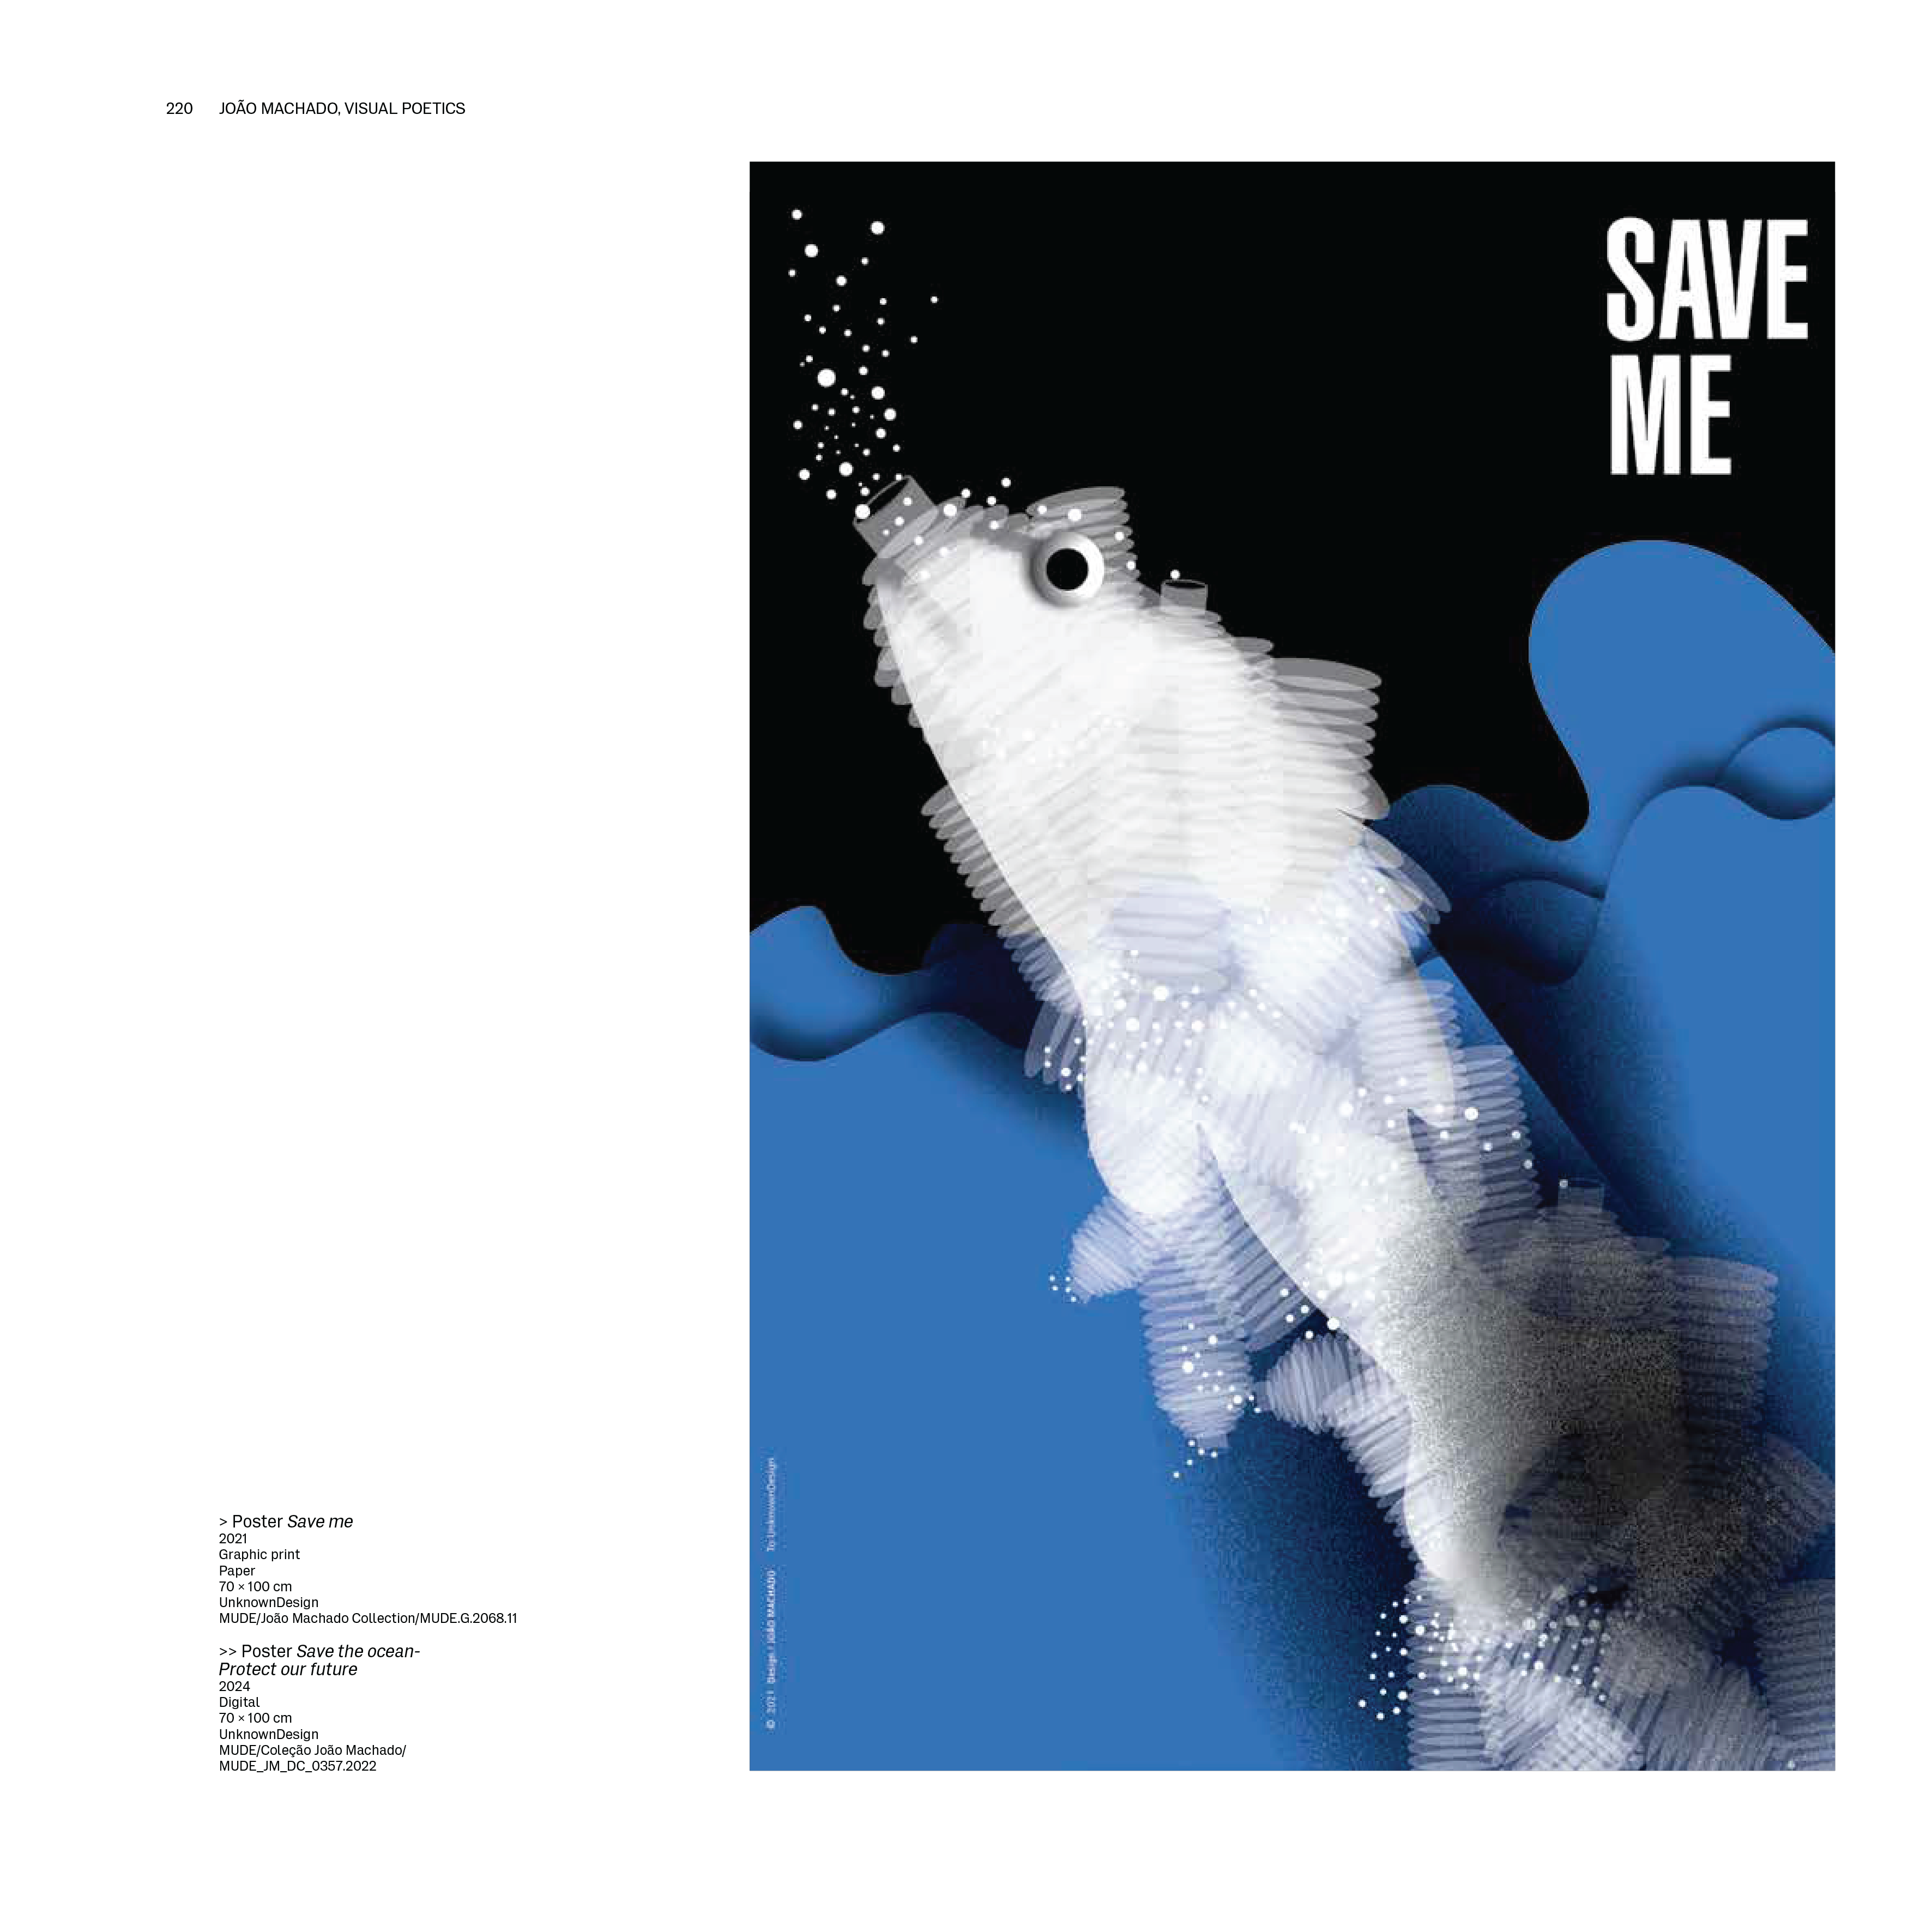 220 JOÃO MACHADO, VISUAL POETICS
SAVE
ME
> Poster Save me
2021
Graphic print
Paper
70 × 100 cm
UnknownDesign
MUDE/João Machado Collection/MUDE.G.2068.11
>> Poster Save the ocean-
Protect our future
2024
Digital
70 × 100 cm
UnknownDesign
MUDE/Coleção João Machado/
MUDE_JM_DC_0357.2022
© 2021 Design: JOÃO MACHADO To: UnknownDesign